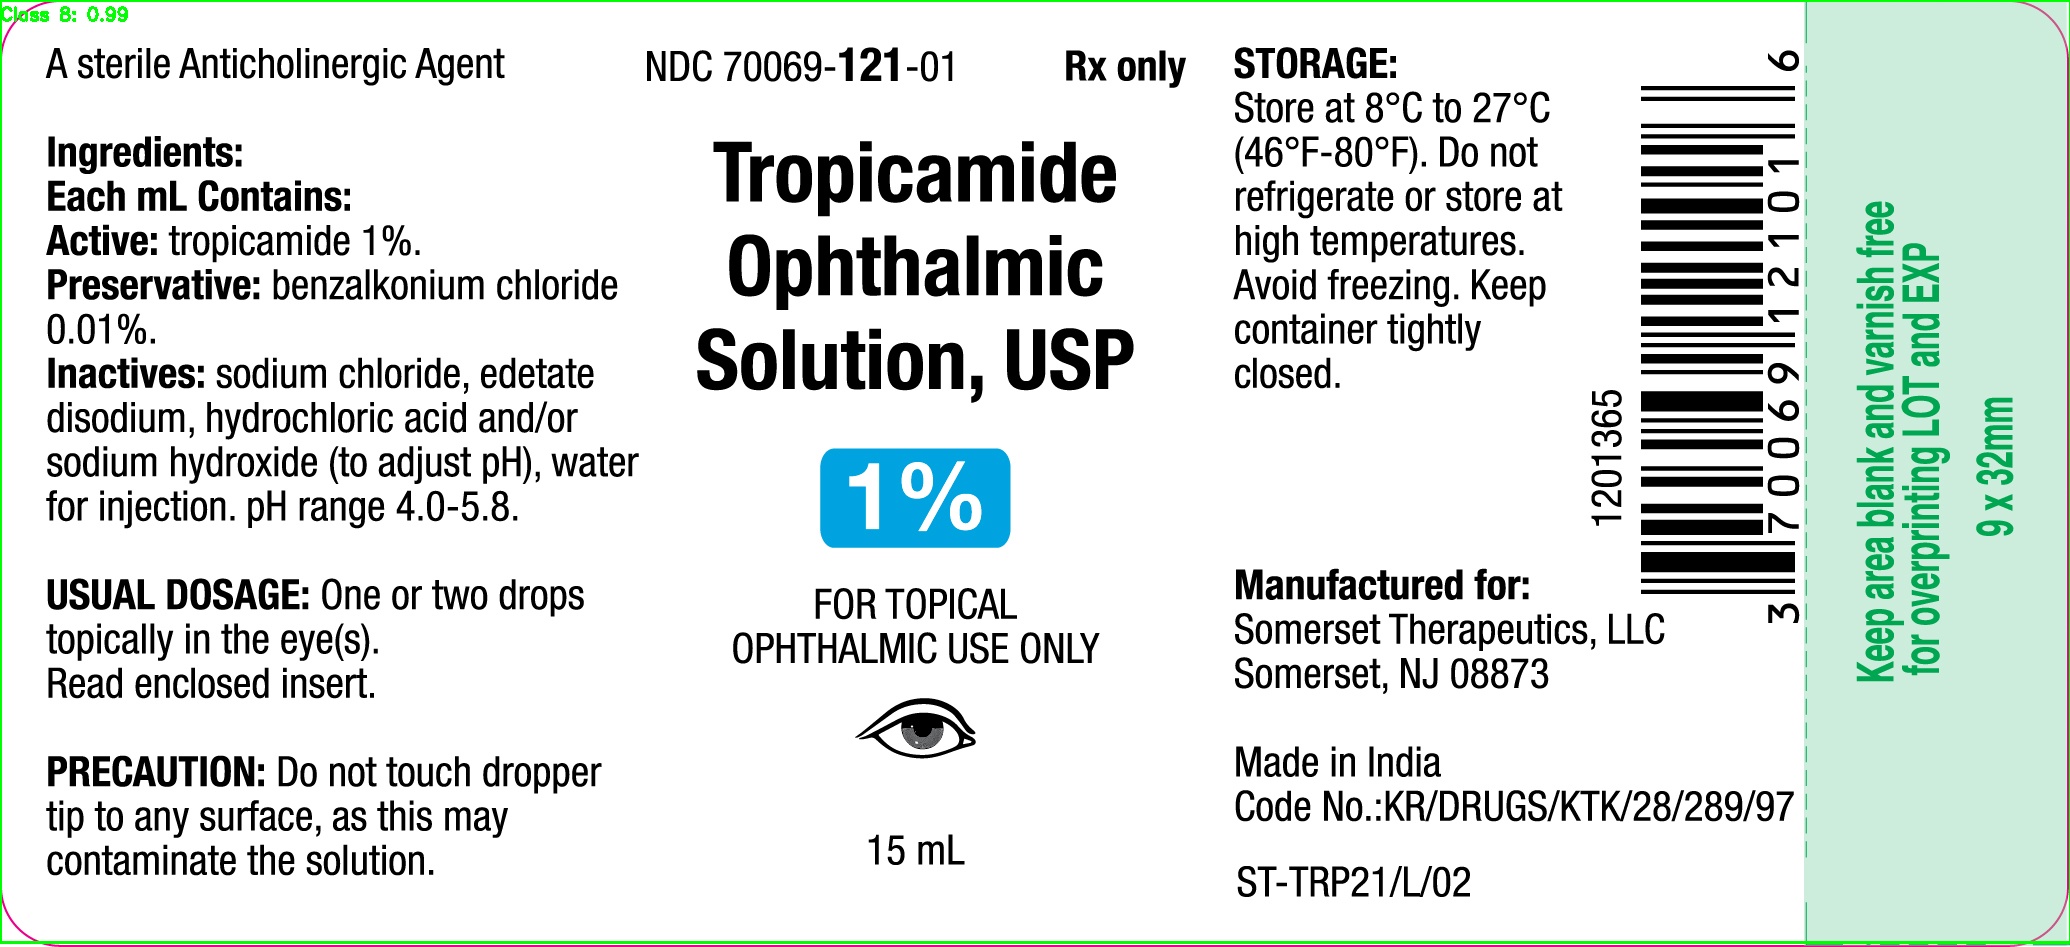 Class 8: 0.99
A sterile Anticholinergic Agent
Ingredients:
Each mL Contains:
Active: tropicamide 1%.
Preservative: benzalkonium chloride
0.01%.
Inactives: sodium chloride, edetate
disodium, hydrochloric acid and/or
sodium hydroxide (to adjust pH), water
for injection. pH range 4.0-5.8.
USUAL DOSAGE: One or two drops
topically in the eye(s).
Read enclosed insert.
PRECAUTION: Do not touch dropper
tip to any surface, as this may
contaminate the solution.
NDC 70069-121-01 Rx only
Tropicamide
Ophthalmic
Solution, USP
1%
FOR TOPICAL
OPHTHALMIC USE ONLY
15 mL
STORAGE:
Store at 8°C to 27°C
(46°F-80°F). Do not
refrigerate or store at
high temperatures.
Avoid freezing. Keep
container tightly
closed.
Manufactured for:
Somerset Therapeutics, LLC
Somerset, NJ 08873
Made in India
Code No.:KR/DRUGS/KTK/28/289/97
ST-TRP21/L/02
1201365
3 70069 12101 6
Keep area blank and varnish free
for overprinting LOT and EXP
9 x 32mm